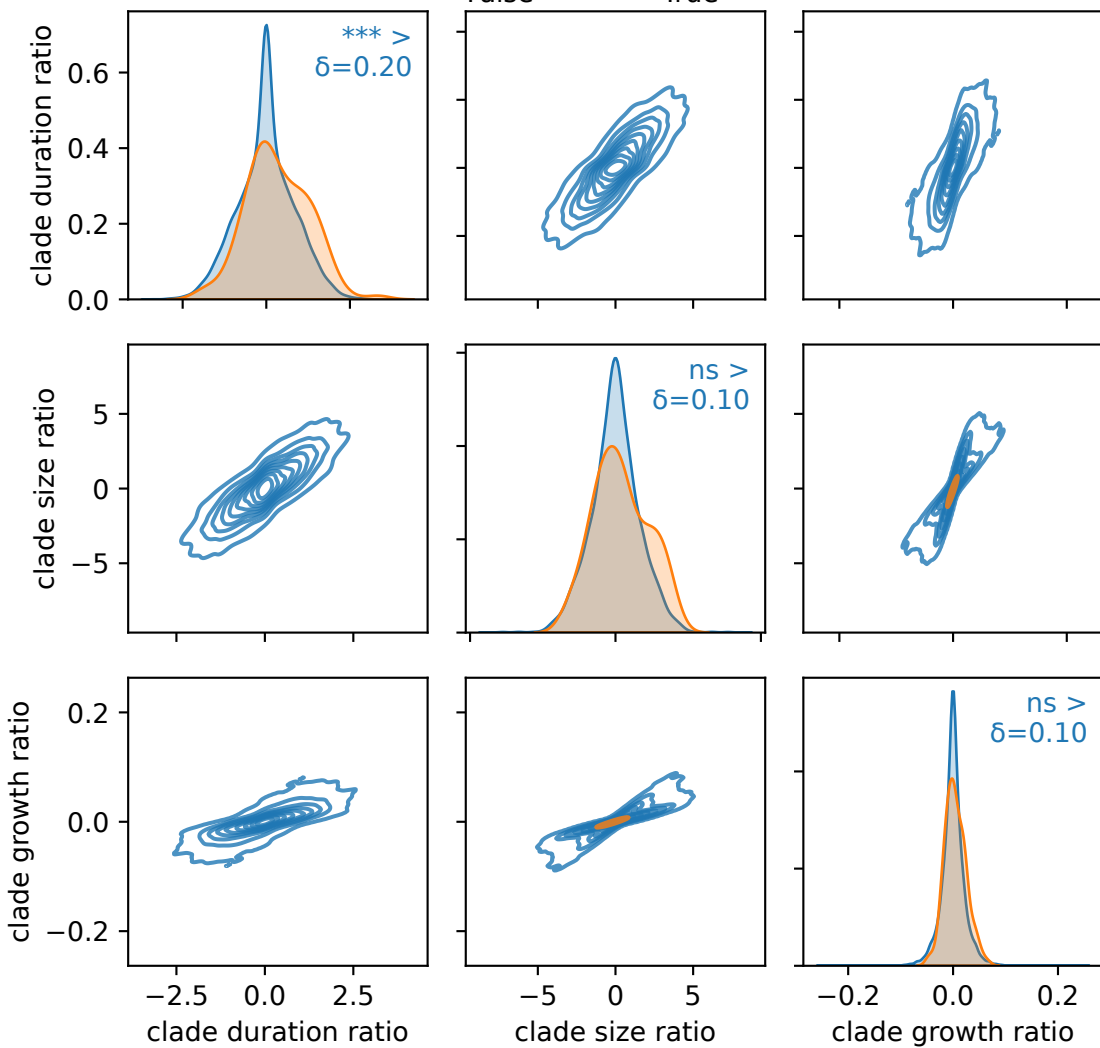 clade duration ratio
0.6
0.4
0.2
0.0
*** >
δ=0.20
clade size ratio
5
0
−5
ns >
δ=0.10
clade growth ratio
0.2
0.0
−0.2
ns >
δ=0.10
−2.5 0.0 2.5
−5 0 5
−0.2 0.0 0.2
clade duration ratio
clade size ratio
clade growth ratio